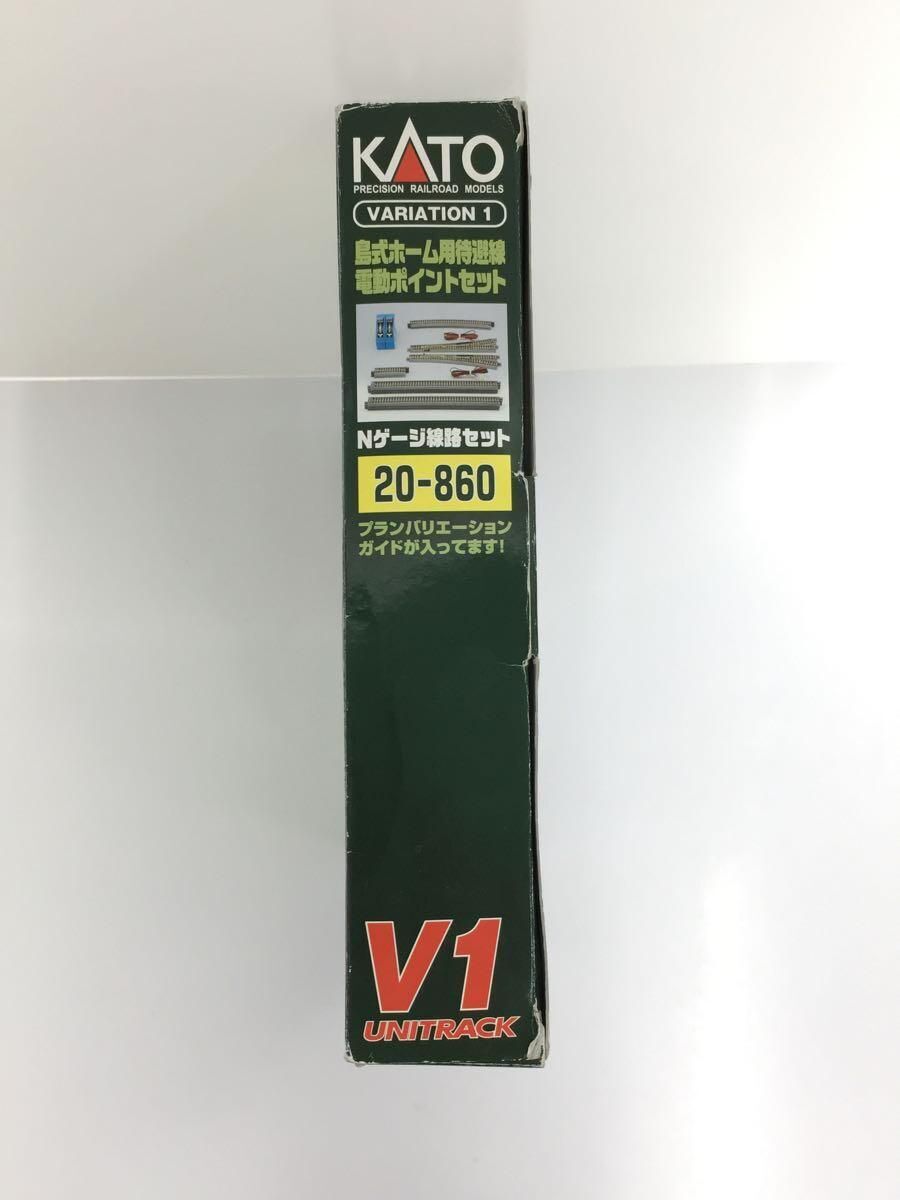 KATO
PRECISION RAILROAD MODELS
VARIATION 1
島式ホーム用待避線
電動ポイントセット
Nゲージ線路セット
20-860
プランバリエーション
ガイドが入ってます!
V1
UNITRACK